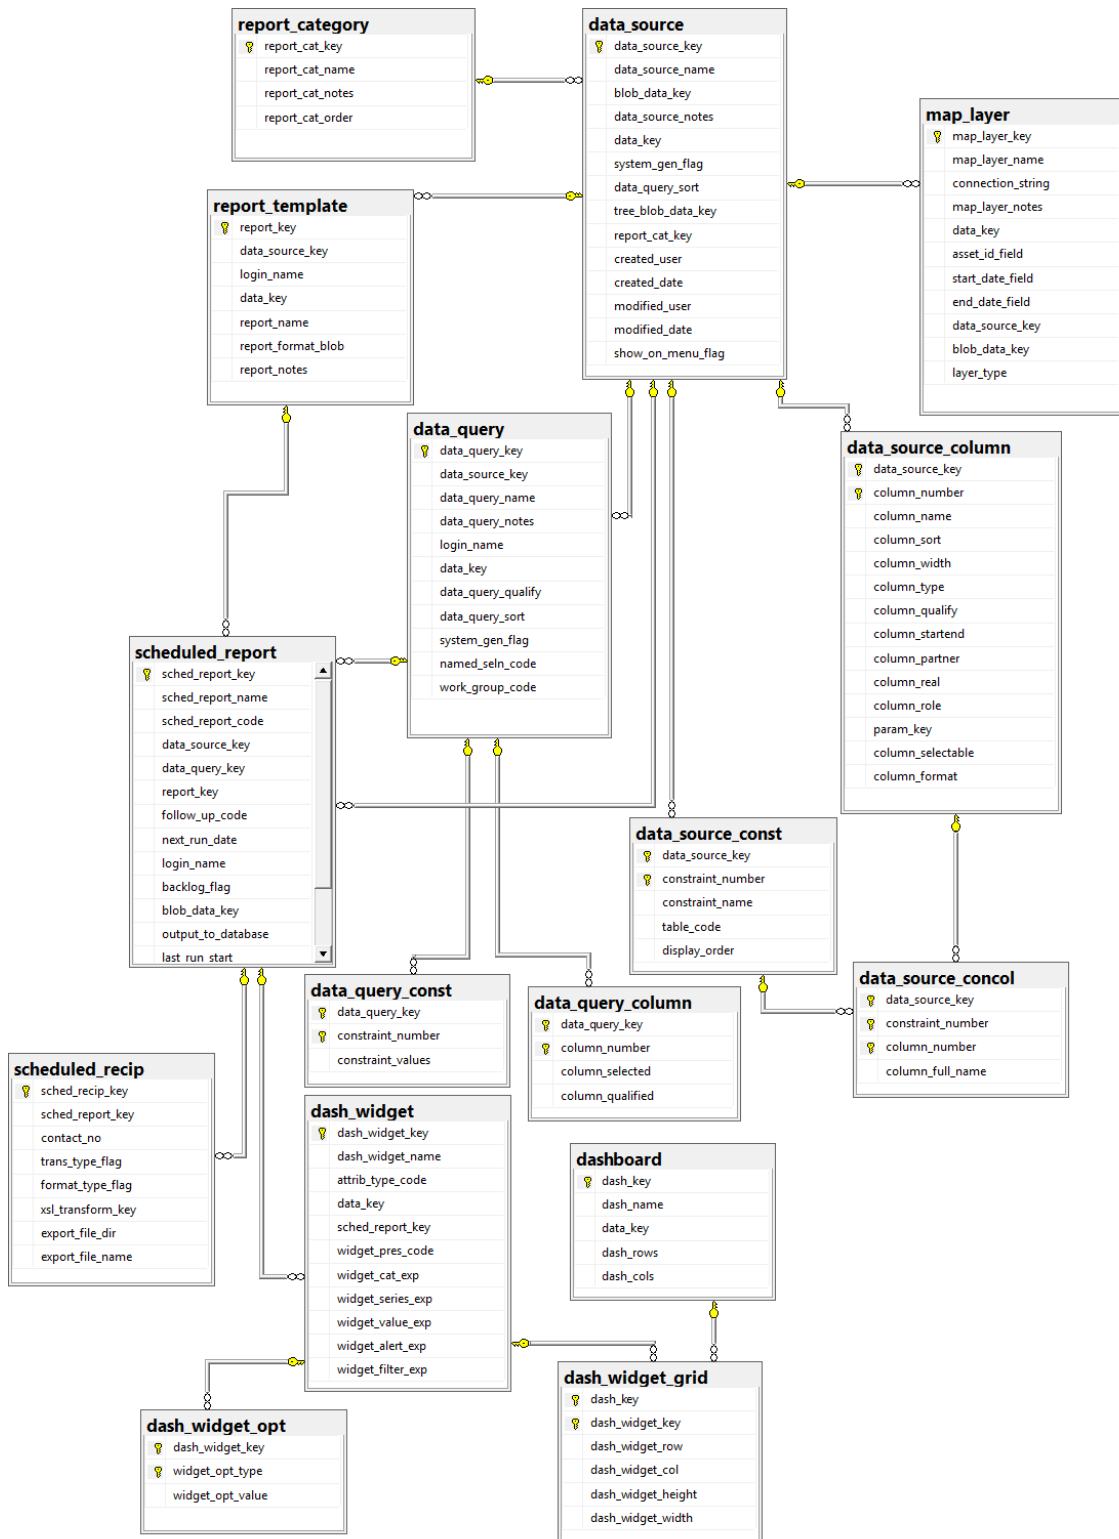 report_category
report_cat_key
report_cat_name
report_cat_notes
report_cat_order
data_source
data_source_key
data_source_name
blob_data_key
data_source_notes
data_key
system_gen_flag
data_query_sort
tree_blob_data_key
report_cat_key
created_user
created_date
modified_user
modified_date
show_on_menu_flag
map_layer
map_layer_key
map_layer_name
connection_string
map_layer_notes
data_key
asset_id_field
start_date_field
end_date_field
data_source_key
blob_data_key
layer_type
report_template
report_key
data_source_key
login_name
data_key
report_name
report_format_blob
report_notes
data_query
data_query_key
data_source_key
data_query_name
data_query_notes
login_name
data_key
data_query_qualify
data_query_sort
system_gen_flag
named_seln_code
work_group_code
data_source_column
data_source_key
column_number
column_name
column_sort
column_width
column_type
column_qualify
column_startend
column_partner
column_real
column_role
param_key
column_selectable
column_format
scheduled_report
sched_report_key
sched_report_name
sched_report_code
data_source_key
data_query_key
report_key
follow_up_code
next_run_date
login_name
backlog_flag
blob_data_key
output_to_database
last_run_start
data_source_const
data_source_key
constraint_number
constraint_name
table_code
display_order
data_source_concol
data_source_key
constraint_number
column_number
column_full_name
data_query_const
data_query_key
constraint_number
constraint_values
data_query_column
data_query_key
column_number
column_selected
column_qualified
scheduled_recip
sched_recip_key
sched_report_key
contact_no
trans_type_flag
format_type_flag
xsl_transform_key
export_file_dir
export_file_name
dash_widget
dash_widget_key
dash_widget_name
attrib_type_code
data_key
sched_report_key
widget_pres_code
widget_cat_exp
widget_series_exp
widget_value_exp
widget_alert_exp
widget_filter_exp
dashboard
dash_key
dash_name
data_key
dash_rows
dash_cols
dash_widget_grid
dash_key
dash_widget_key
dash_widget_row
dash_widget_col
dash_widget_height
dash_widget_width
dash_widget_opt
dash_widget_key
widget_opt_type
widget_opt_value